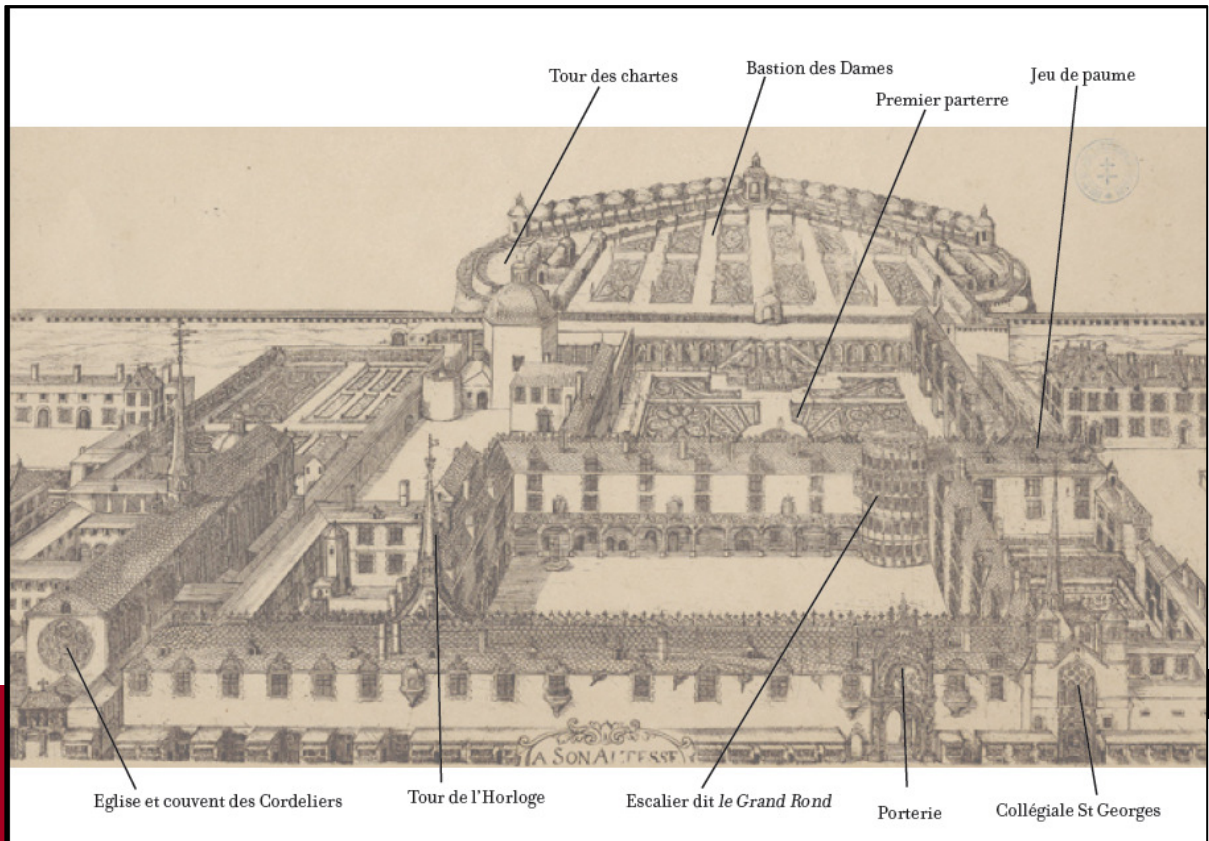 Tour des chartes
Bastion des Dames
Jeu de paume
Premier parterre
A SON ALTESSE
Eglise et couvent des Cordeliers
Tour de l'Horloge
Escalier dit le Grand Rond
Porterie
Collégiale St Georges